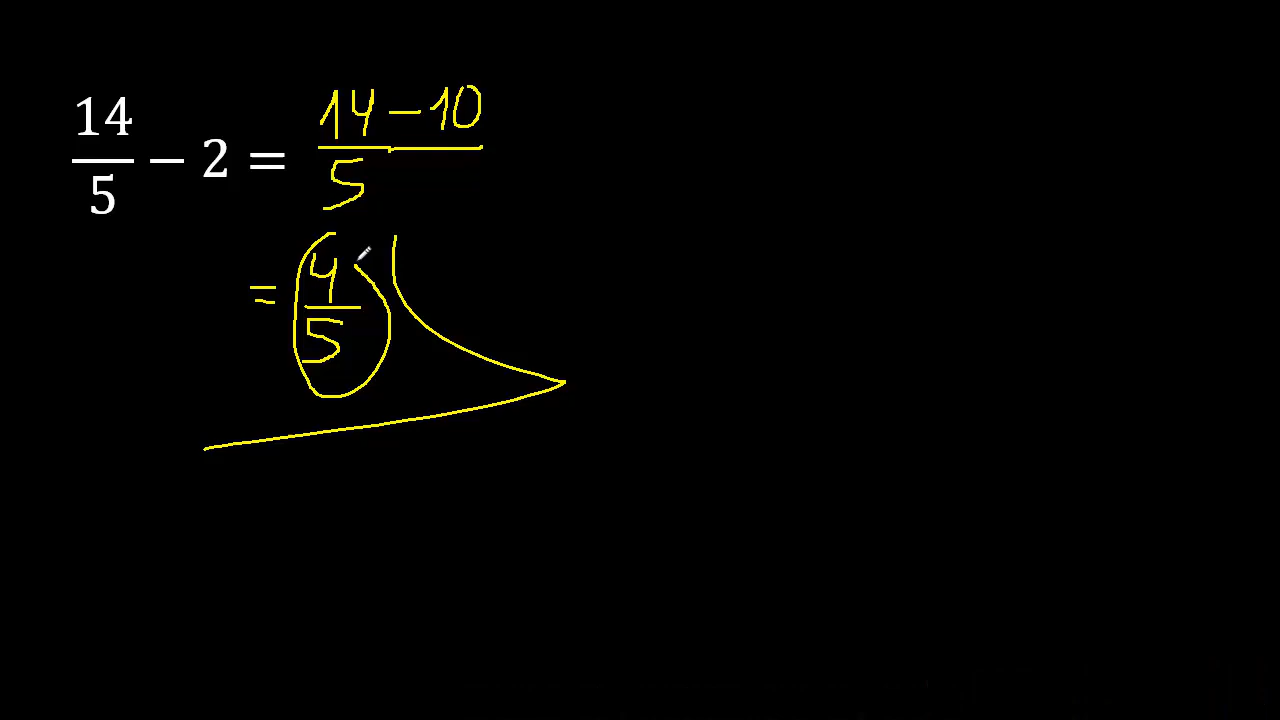 14/5 − 2 = (14 − 10)/5
= 4/5